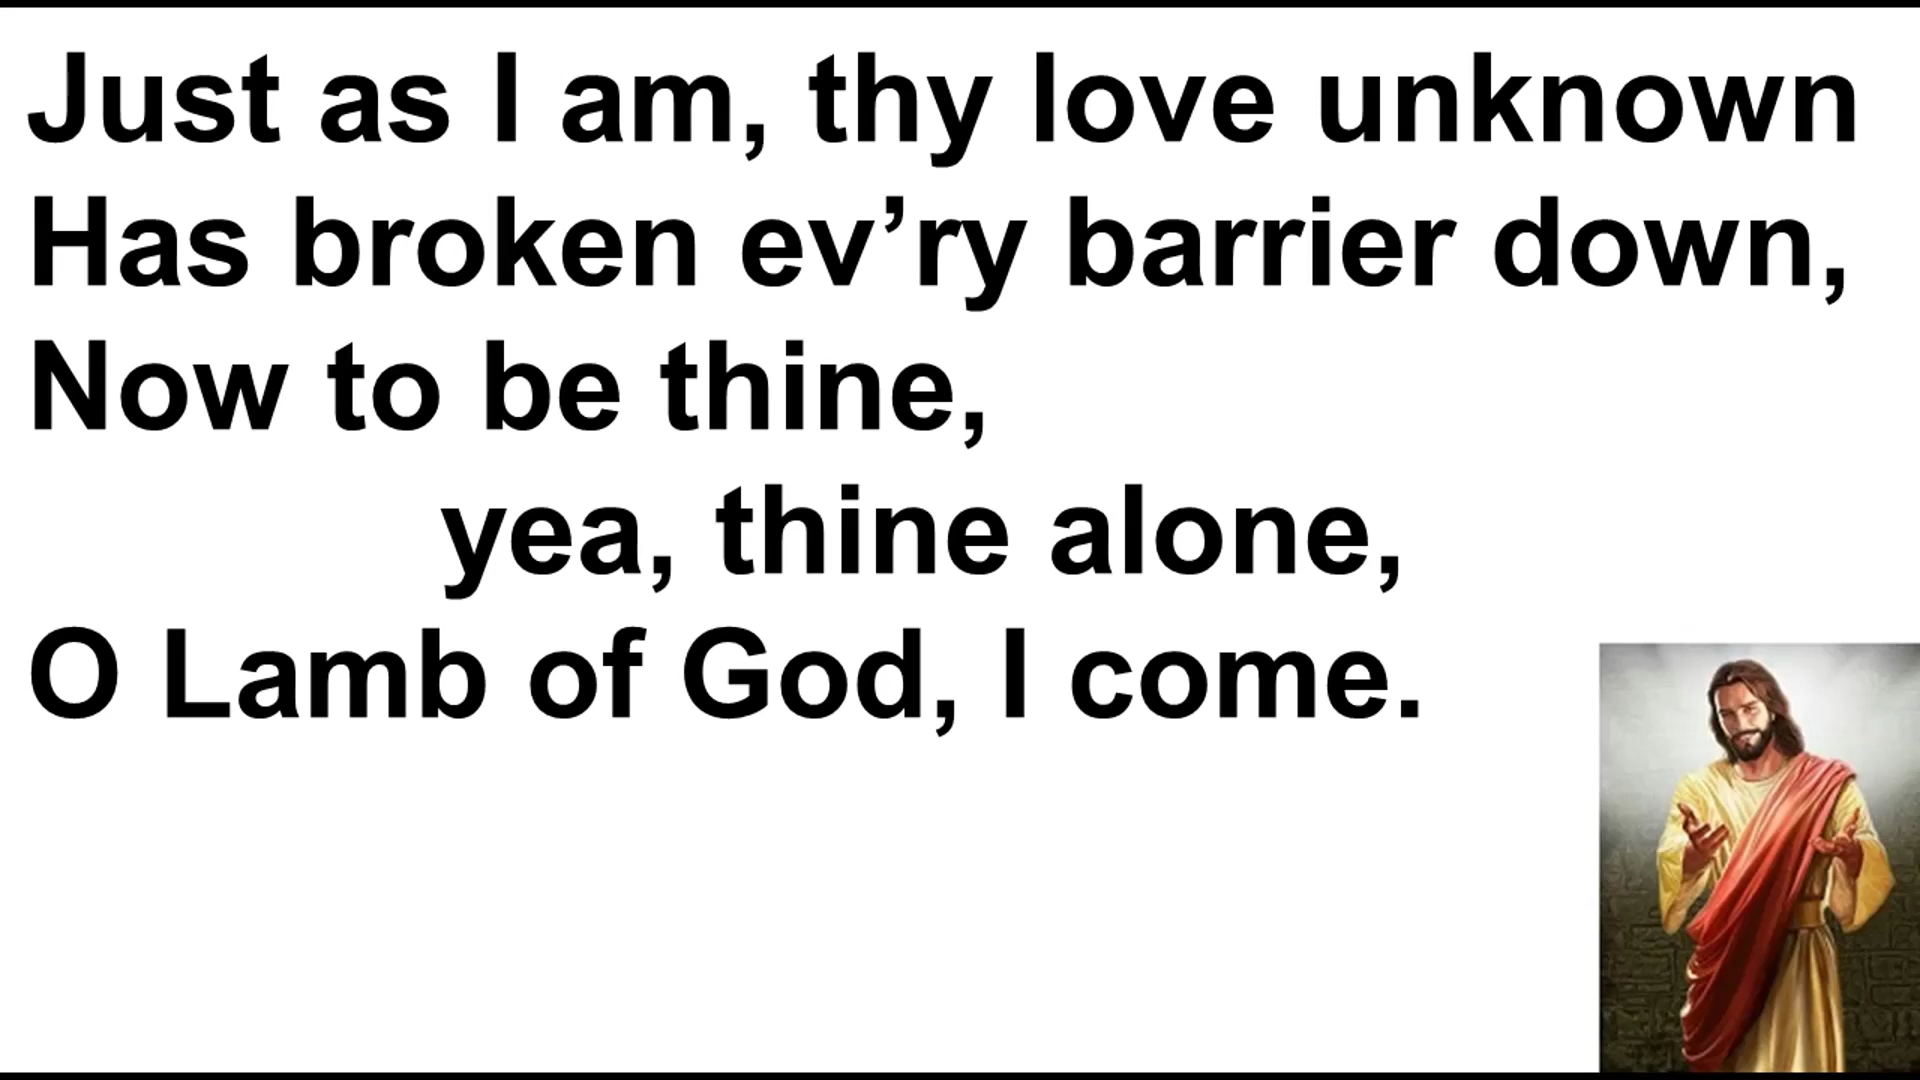 Just as I am, thy love unknown
Has broken ev’ry barrier down,
Now to be thine,
yea, thine alone,
O Lamb of God, I come.